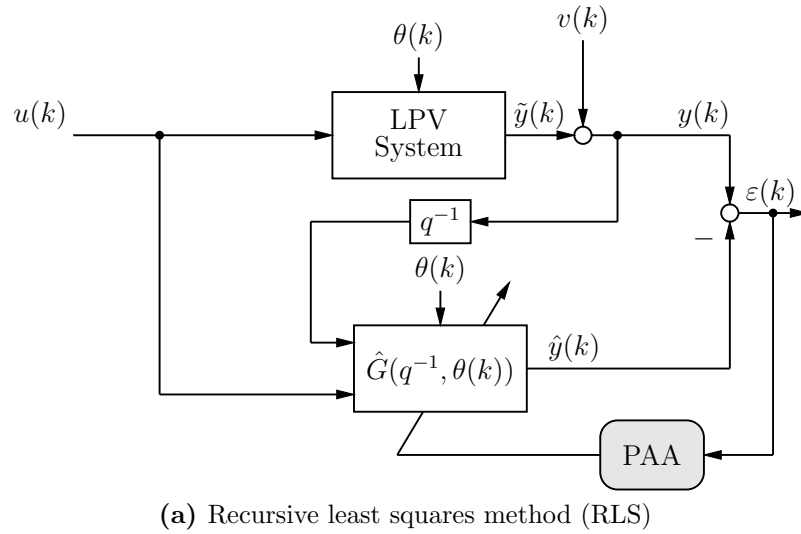 θ(k)
v(k)
u(k)
LPV
System
ỹ(k)
y(k)
ε(k)
q⁻¹
−
θ(k)
Ĝ(q⁻¹, θ(k))
ŷ(k)
PAA
(a) Recursive least squares method (RLS)